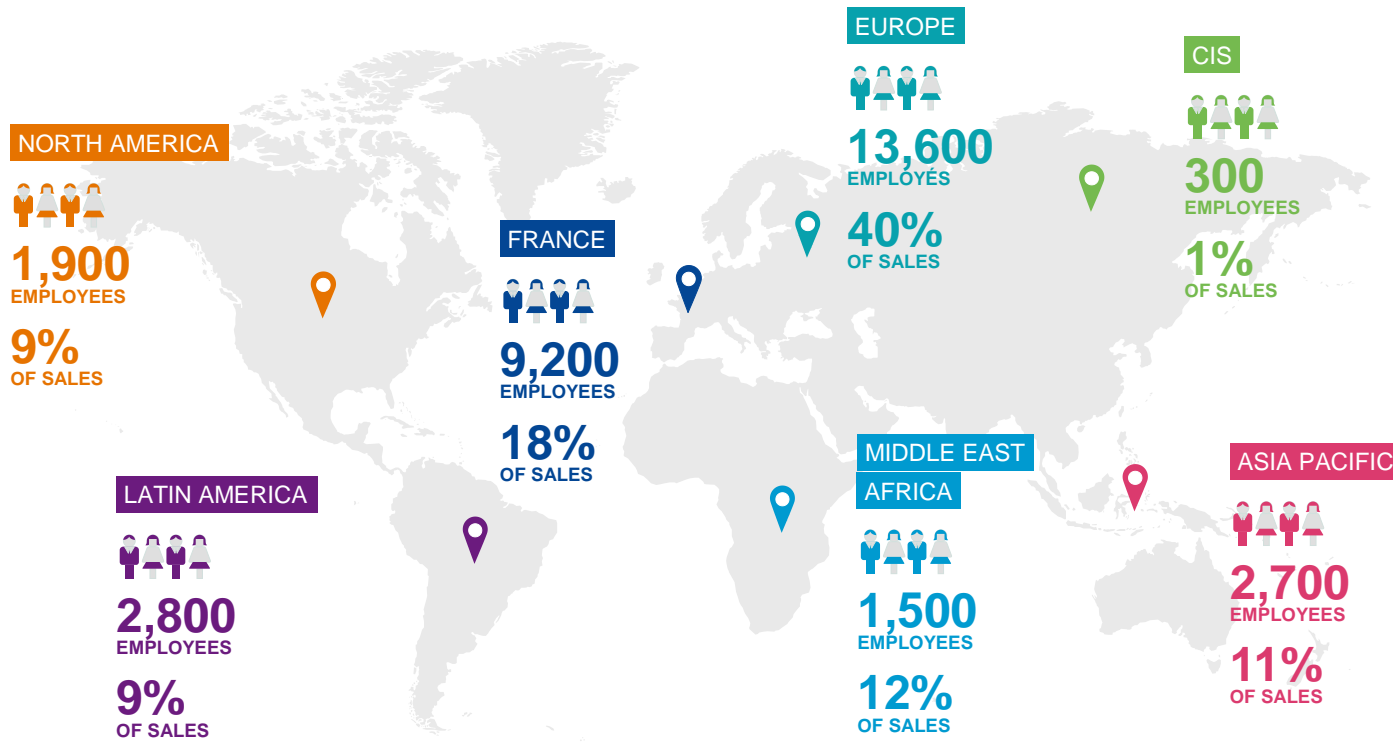 NORTH AMERICA
1,900
EMPLOYEES
9%
OF SALES
LATIN AMERICA
2,800
EMPLOYEES
9%
OF SALES
FRANCE
9,200
EMPLOYEES
18%
OF SALES
EUROPE
13,600
EMPLOYÉS
40%
OF SALES
MIDDLE EAST
AFRICA
1,500
EMPLOYEES
12%
OF SALES
CIS
300
EMPLOYEES
1%
OF SALES
ASIA PACIFIC
2,700
EMPLOYEES
11%
OF SALES